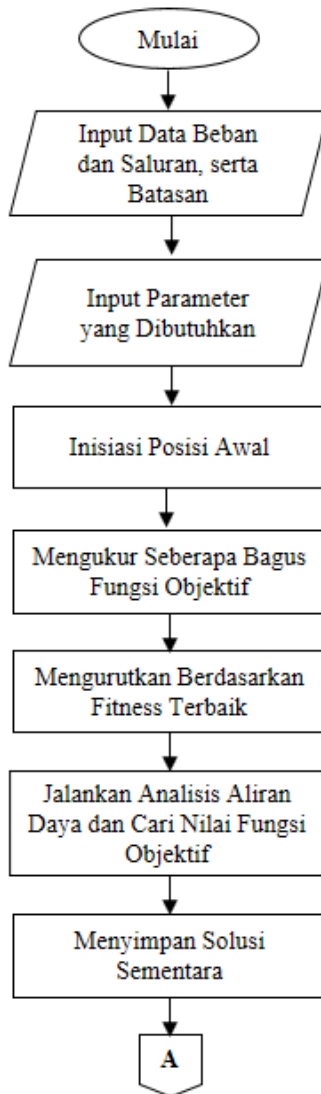 Mulai
Input Data Beban
dan Saluran, serta
Batasan
Input Parameter
yang Dibutuhkan
Inisiasi Posisi Awal
Mengukur Seberapa Bagus
Fungsi Objektif
Mengurutkan Berdasarkan
Fitness Terbaik
Jalankan Analisis Aliran
Daya dan Cari Nilai Fungsi
Objektif
Menyimpan Solusi
Sementara
A